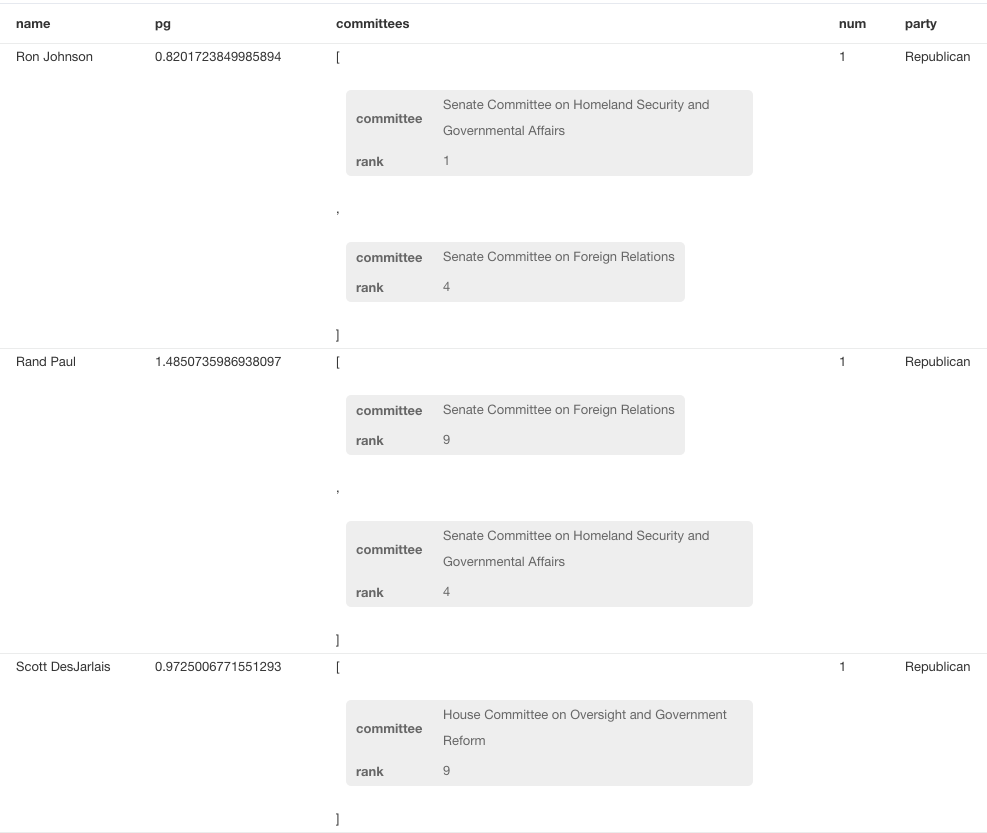 name pg committees num party
Ron Johnson 0.8201723849985894 [ 1 Republican
Senate Committee on Homeland Security and
committee
Governmental Affairs
rank 1
,
committee Senate Committee on Foreign Relations
rank 4
]
Rand Paul 1.4850735986938097 [ 1 Republican
committee Senate Committee on Foreign Relations
rank 9
,
Senate Committee on Homeland Security and
committee
Governmental Affairs
rank 4
]
Scott DesJarlais 0.9725006771551293 [ 1 Republican
House Committee on Oversight and Government
committee
Reform
rank 9
]